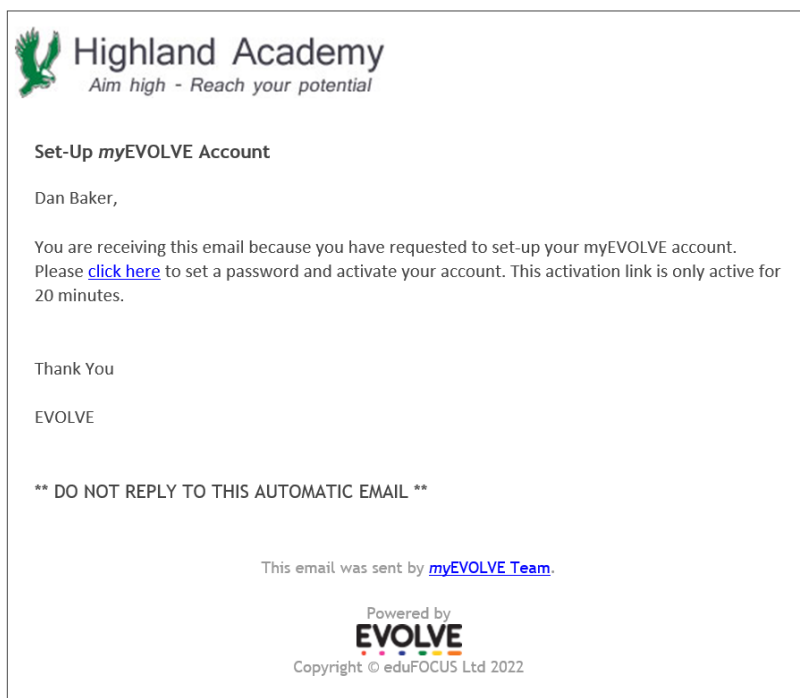 Highland Academy
Aim high - Reach your potential
Set-Up myEVOLVE Account
Dan Baker,
You are receiving this email because you have requested to set-up your myEVOLVE account.
Please click here to set a password and activate your account. This activation link is only active for
20 minutes.
Thank You
EVOLVE
** DO NOT REPLY TO THIS AUTOMATIC EMAIL **
This email was sent by myEVOLVE Team.
Powered by
EVOLVE
Copyright © eduFOCUS Ltd 2022